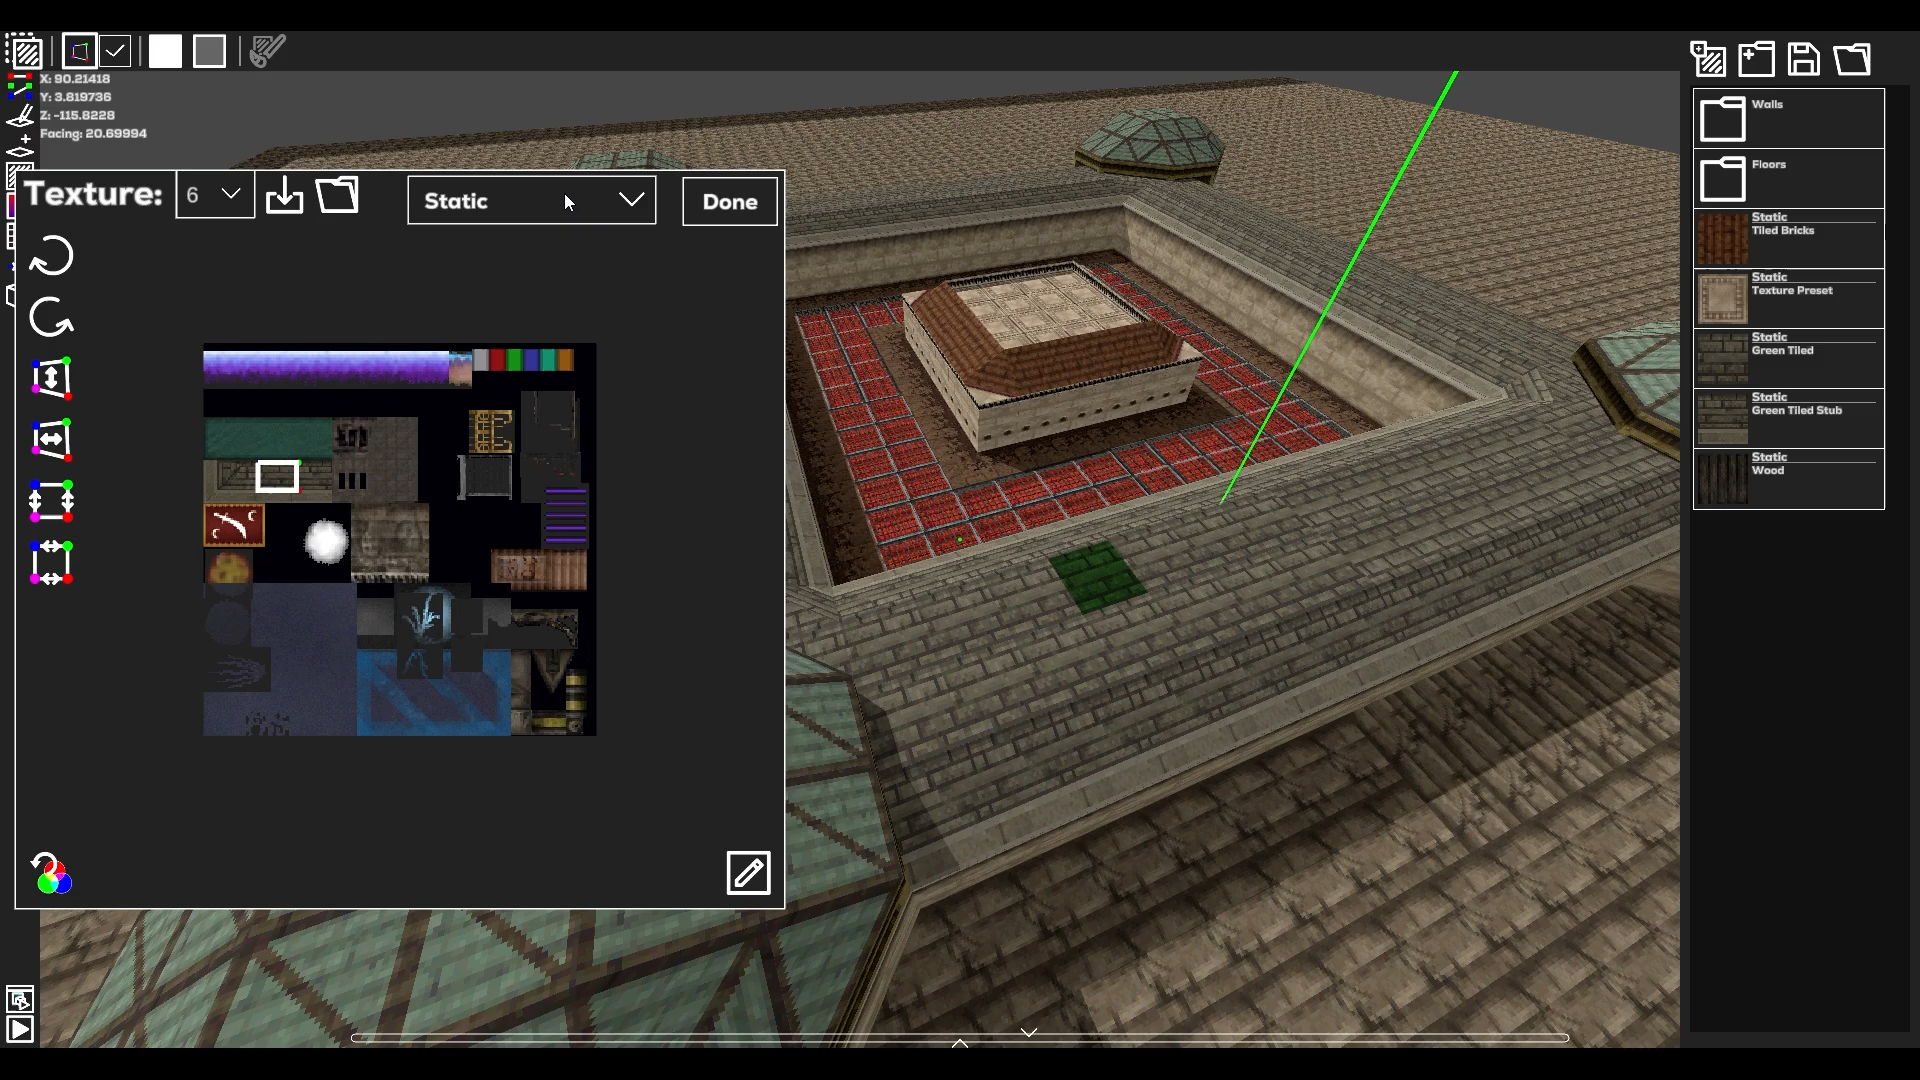 X: 90.21418
Y: 3.819736
Z: -115.8228
Facing: 20.69994
Texture:
6
Static
Done
Walls
Floors
Static
Tiled Bricks
Static
Texture Preset
Static
Green Tiled
Static
Green Tiled Stub
Static
Wood